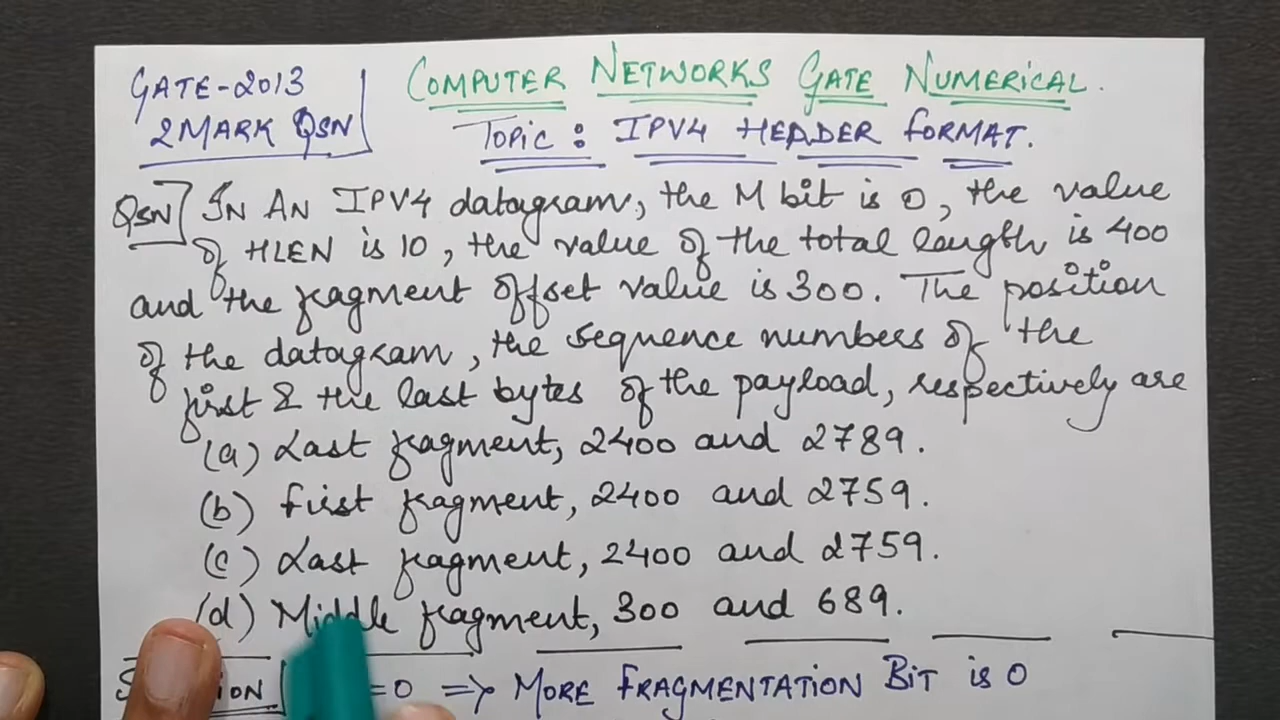 GATE-2013
2 MARK QSN
COMPUTER NETWORKS GATE NUMERICAL.
TOPIC: IPV4 HEADER FORMAT.
QSN] IN AN IPV4 datagram, the M bit is 0, the value
of HLEN is 10, the value of the total length is 400
and the fragment offset value is 300. The position
of the datagram, the sequence numbers of the
first & the last bytes of the payload, respectively are
(a) Last fragment, 2400 and 2789.
(b) first fragment, 2400 and 2759.
(c) Last fragment, 2400 and 2759.
(d) Middle fragment, 300 and 689.
=0 => MORE FRAGMENTATION BIT is 0